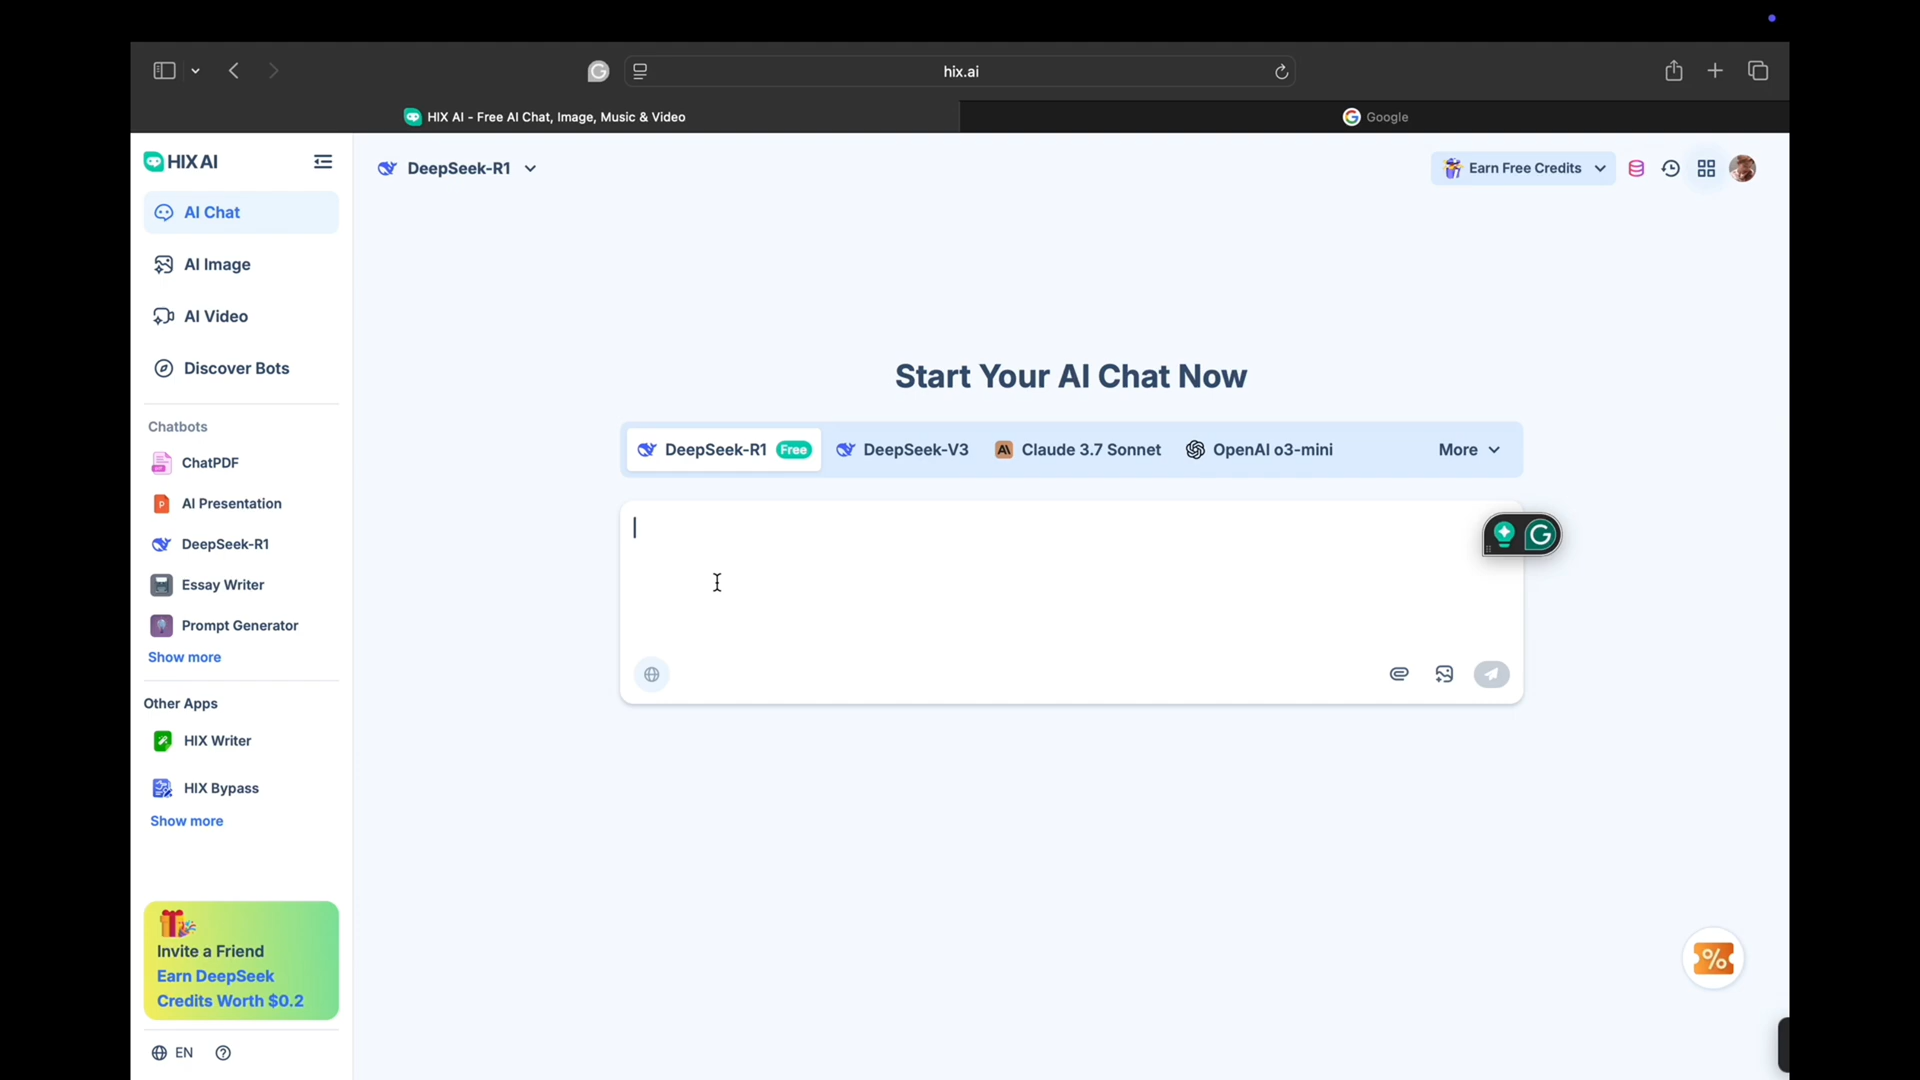 hix.ai
HIX AI - Free AI Chat, Image, Music & Video
Google
HIX AI
DeepSeek-R1
Earn Free Credits
AI Chat
AI Image
AI Video
Discover Bots
Chatbots
ChatPDF
AI Presentation
DeepSeek-R1
Essay Writer
Prompt Generator
Show more
Other Apps
HIX Writer
HIX Bypass
Show more
Invite a Friend
Earn DeepSeek
Credits Worth $0.2
EN
Start Your AI Chat Now
DeepSeek-R1 Free DeepSeek-V3 Claude 3.7 Sonnet OpenAI o3-mini More